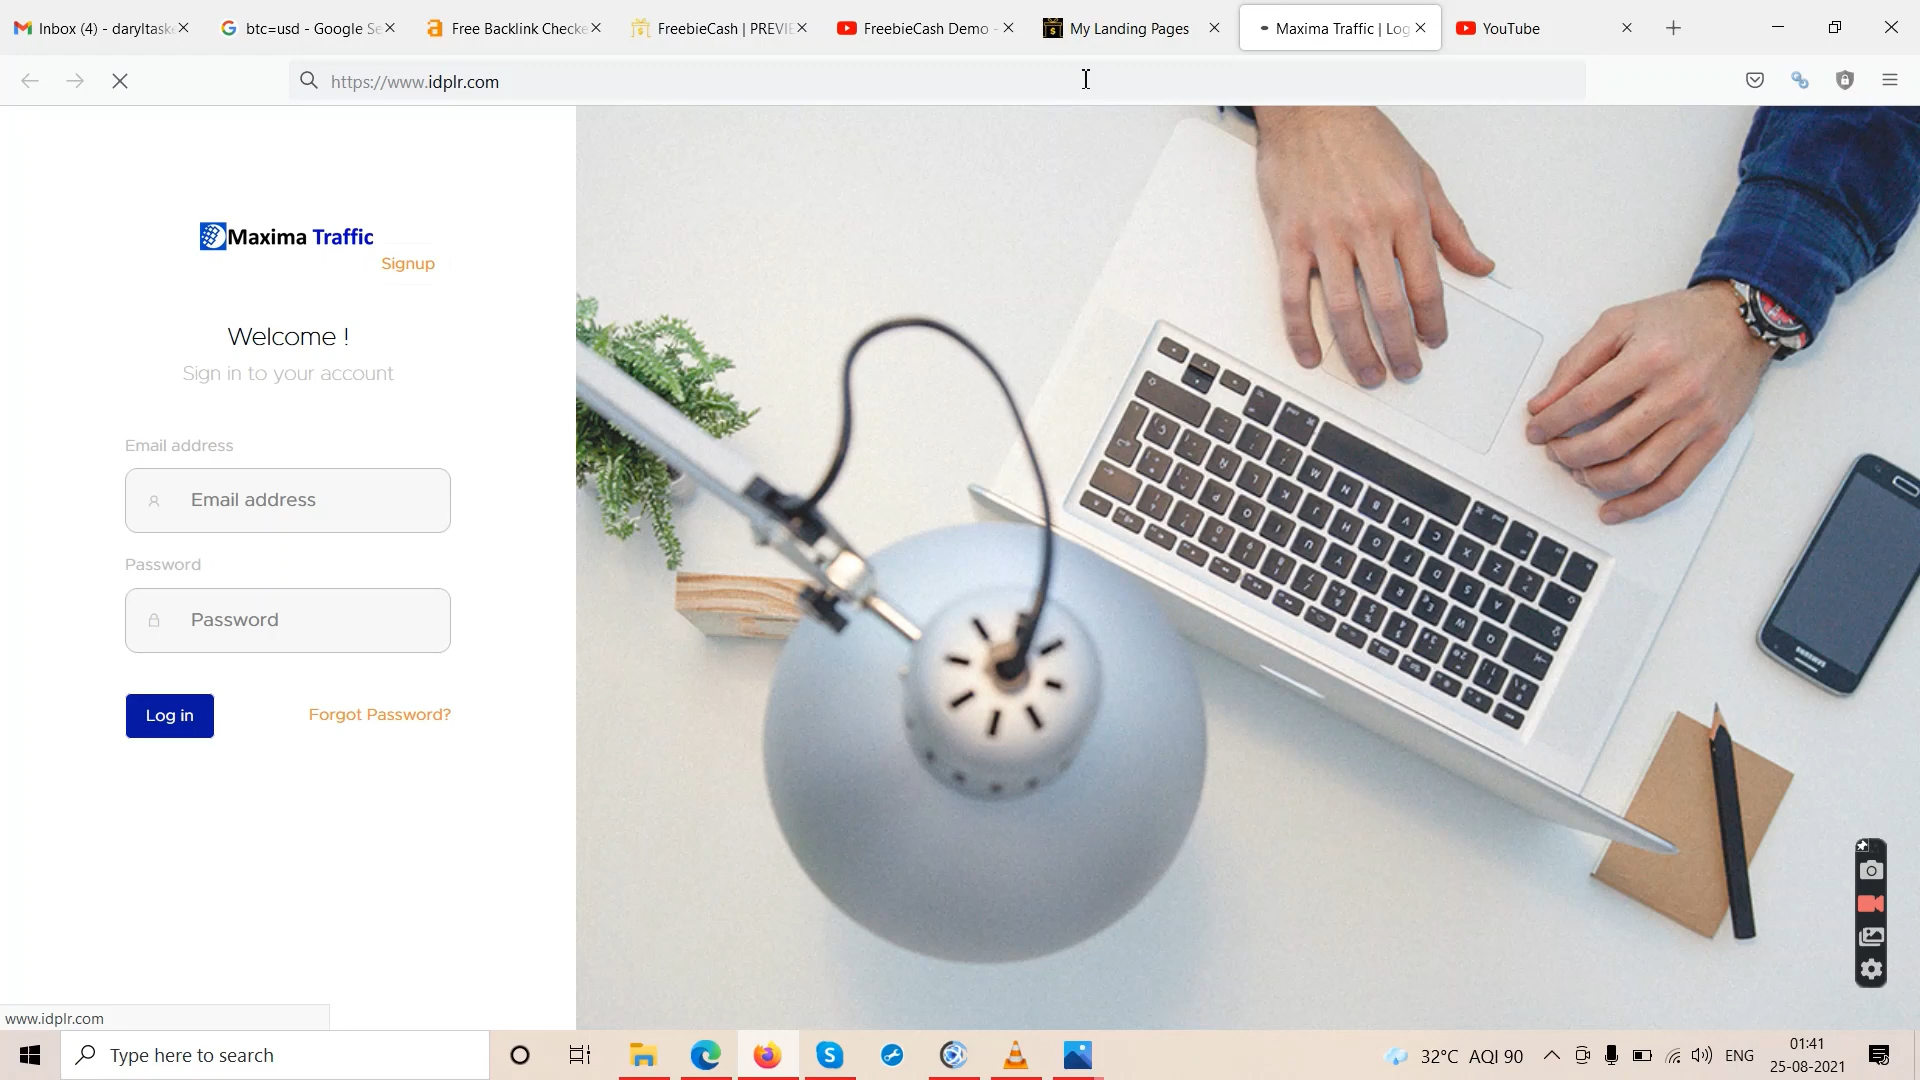 Inbox (4) - daryltask
btc=usd - Google Se
Free Backlink Checke
FreebieCash | PREVIE
FreebieCash Demo -
My Landing Pages
Maxima Traffic | Log
YouTube
https://www.idplr.com
Maxima Traffic
Signup
Welcome !
Sign in to your account
Email address
Email address
Password
Password
Log in
Forgot Password?
SAMSUNG
www.idplr.com
Type here to search
32°C AQI 90
ENG
01:41
25-08-2021